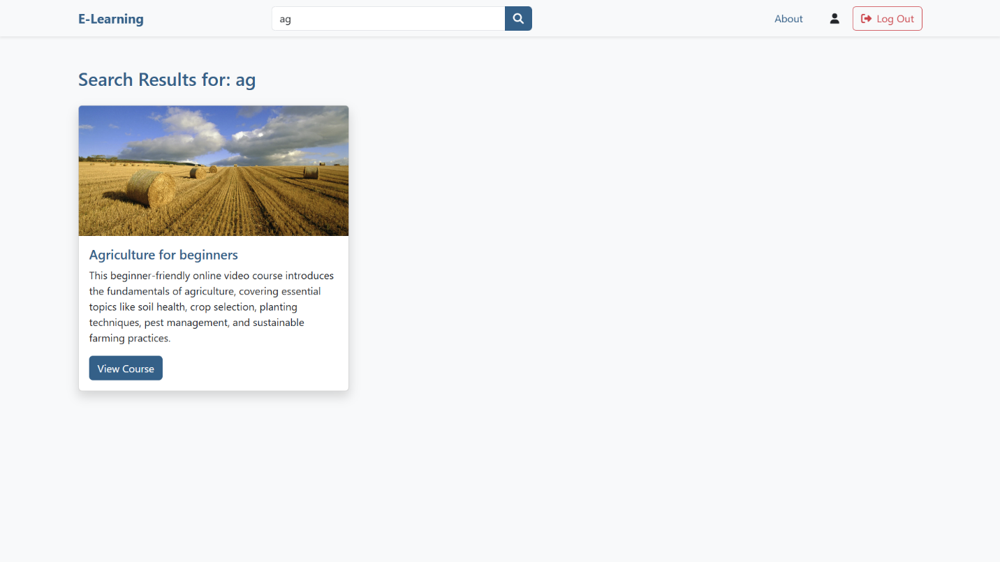 E-Learning
ag
About
Log Out
Search Results for: ag
Agriculture for beginners
This beginner-friendly online video course introduces
the fundamentals of agriculture, covering essential
topics like soil health, crop selection, planting
techniques, pest management, and sustainable
farming practices.
View Course